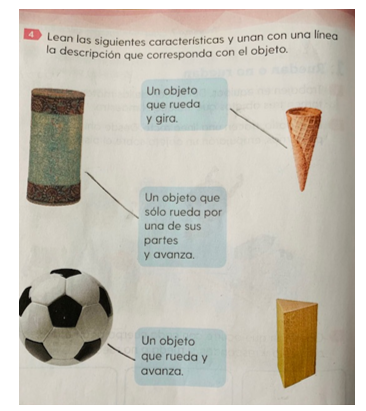 4 Lean las siguientes características y unan con una línea
la descripción que corresponda con el objeto.
Un objeto
que rueda
y gira.
Un objeto que
sólo rueda por
una de sus
partes
y avanza.
Un objeto
que rueda y
avanza.